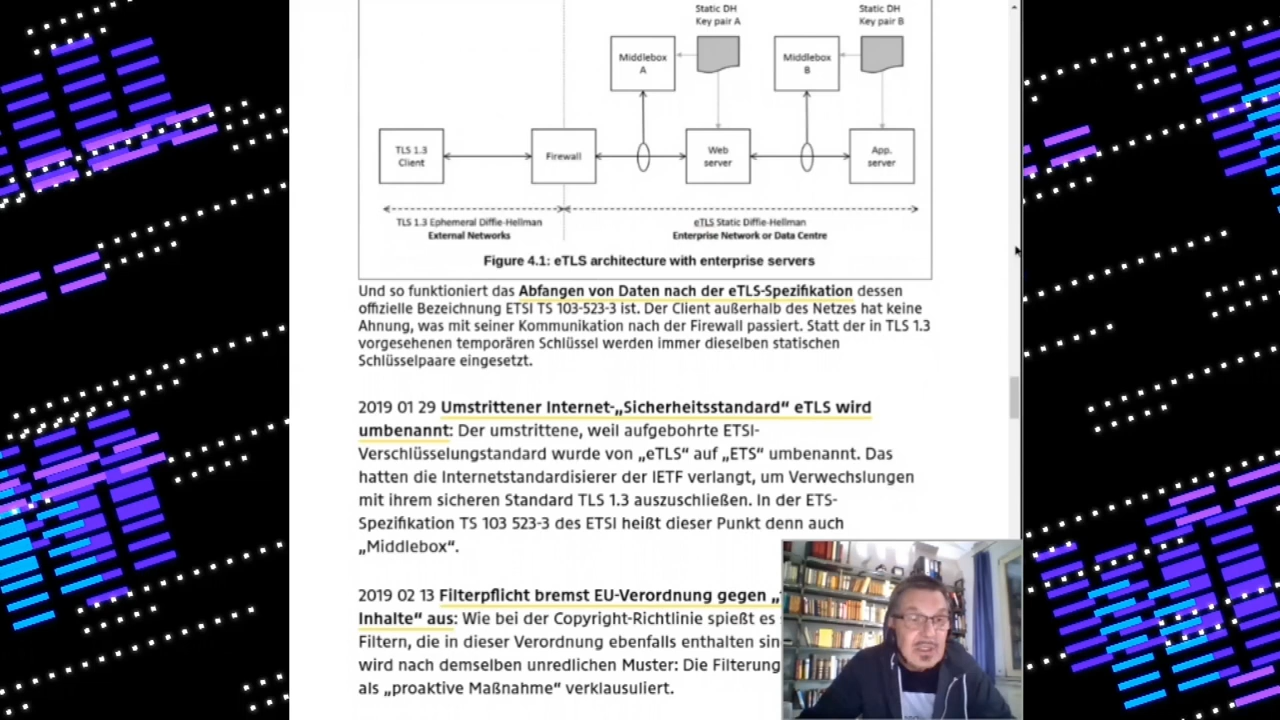 Static DH
Key pair A
Static DH
Key pair B
Middlebox
A
Middlebox
B
TLS 1.3
Client
Firewall
Web
server
App.
server
TLS 1.3 Ephemeral Diffie-Hellman
External Networks
eTLS Static Diffie-Hellman
Enterprise Network or Data Centre
Figure 4.1: eTLS architecture with enterprise servers
Und so funktioniert das Abfangen von Daten nach der eTLS-Spezifikation dessen
offizielle Bezeichnung ETSI TS 103-523-3 ist. Der Client außerhalb des Netzes hat keine
Ahnung, was mit seiner Kommunikation nach der Firewall passiert. Statt der in TLS 1.3
vorgesehenen temporären Schlüssel werden immer dieselben statischen
Schlüsselpaare eingesetzt.
2019 01 29 Umstrittener Internet-„Sicherheitsstandard“ eTLS wird
umbenannt: Der umstrittene, weil aufgebohrte ETSI-
Verschlüsselungstandard wurde von „eTLS“ auf „ETS“ umbenannt. Das
hatten die Internetstandardisierer der IETF verlangt, um Verwechslungen
mit ihrem sicheren Standard TLS 1.3 auszuschließen. In der ETS-
Spezifikation TS 103 523-3 des ETSI heißt dieser Punkt denn auch
„Middlebox“.
2019 02 13 Filterpflicht bremst EU-Verordnung gegen
Inhalte“ aus: Wie bei der Copyright-Richtlinie spießt es
Filtern, die in dieser Verordnung ebenfalls enthalten
wird nach demselben unredlichen Muster: Die Filterung
als „proaktive Maßnahme“ verklausuliert.